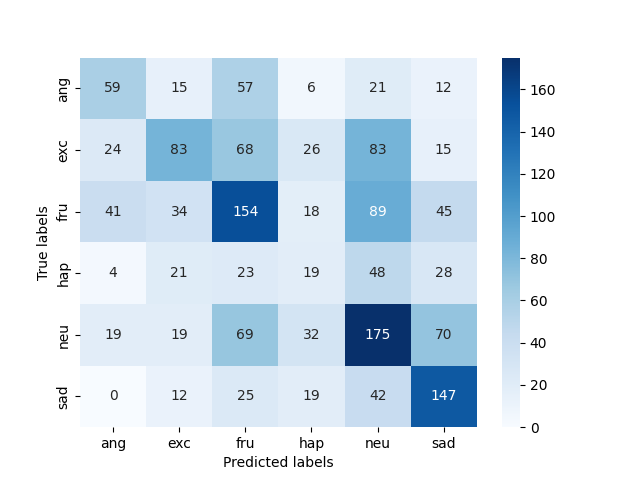 ang 59 15 57 6 21 12
exc 24 83 68 26 83 15
fru 41 34 154 18 89 45
hap 4 21 23 19 48 28
neu 19 19 69 32 175 70
sad 0 12 25 19 42 147
ang exc fru hap neu sad
Predicted labels
True labels
160
140
120
100
80
60
40
20
0